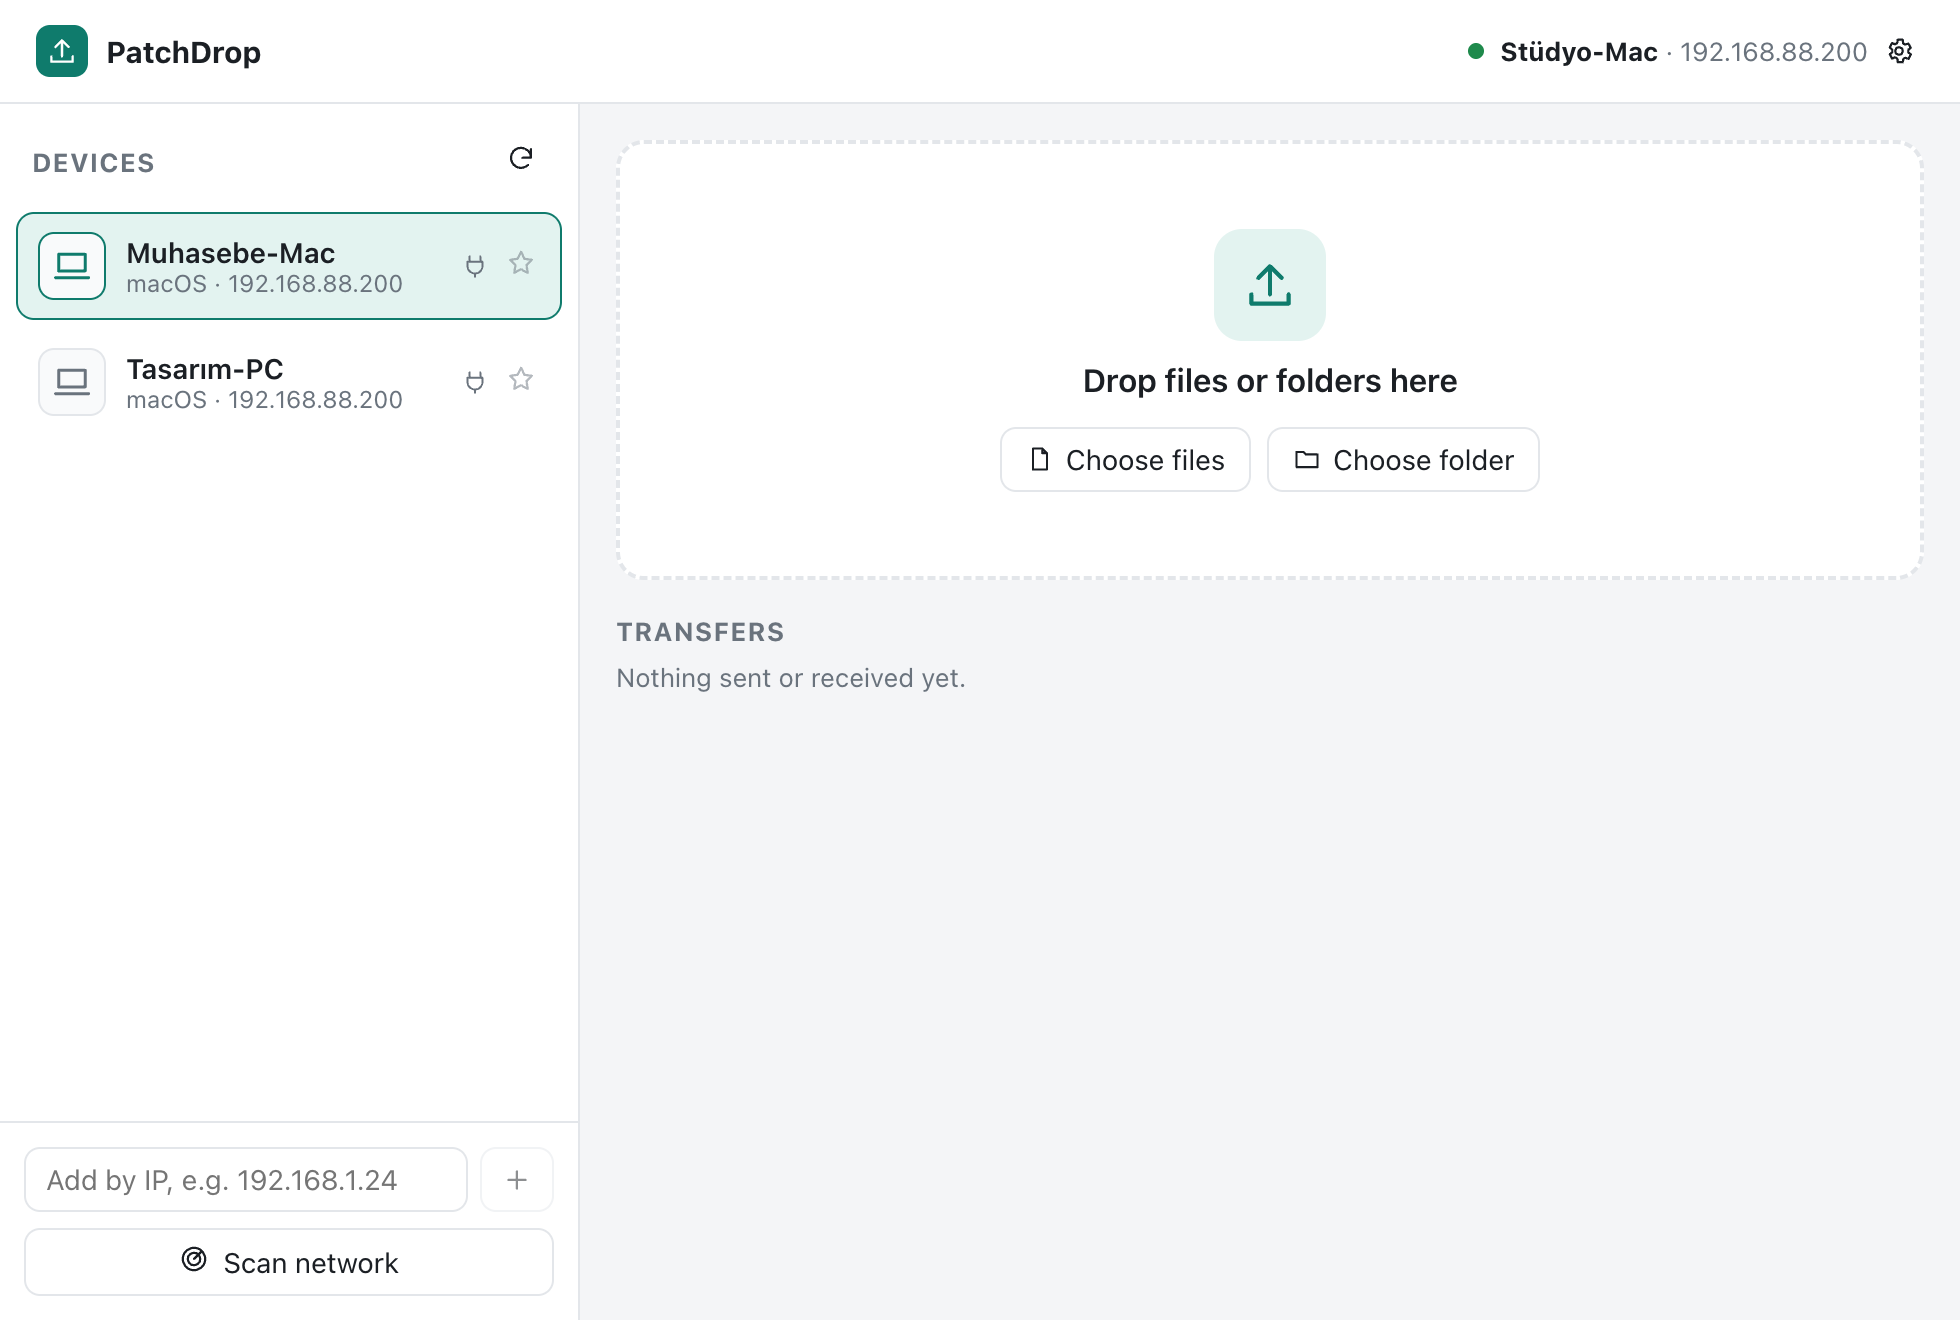 PatchDrop
Stüdyo-Mac · 192.168.88.200
DEVICES
Muhasebe-Mac
macOS · 192.168.88.200
Tasarım-PC
macOS · 192.168.88.200
Add by IP, e.g. 192.168.1.24
Scan network
Drop files or folders here
Choose files
Choose folder
TRANSFERS
Nothing sent or received yet.